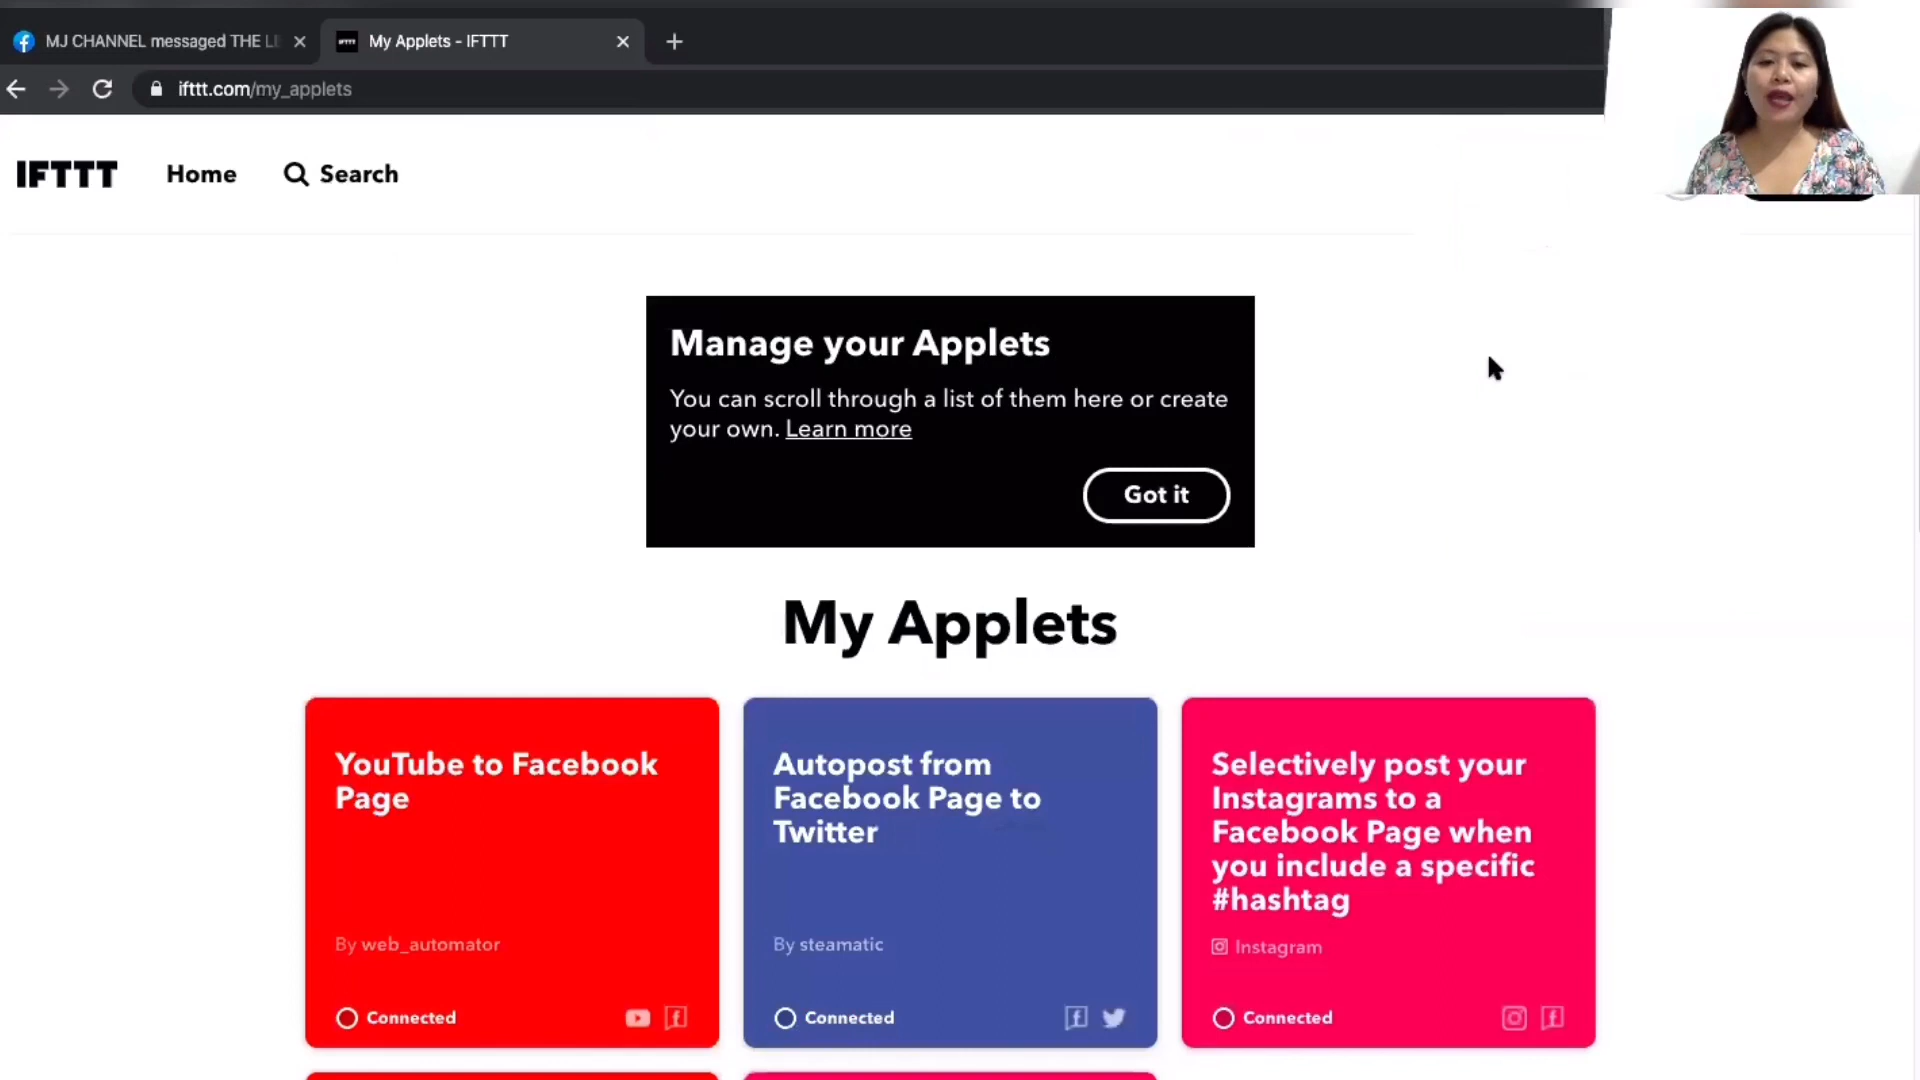 MJ CHANNEL messaged THE LE
My Applets - IFTTT
ifttt.com/my_applets
IFTTT
Home
Search
Manage your Applets
You can scroll through a list of them here or create
your own. Learn more
Got it
My Applets
YouTube to Facebook
Page
By web_automator
Connected
Autopost from
Facebook Page to
Twitter
By steamatic
Connected
Selectively post your
Instagrams to a
Facebook Page when
you include a specific
#hashtag
Instagram
Connected